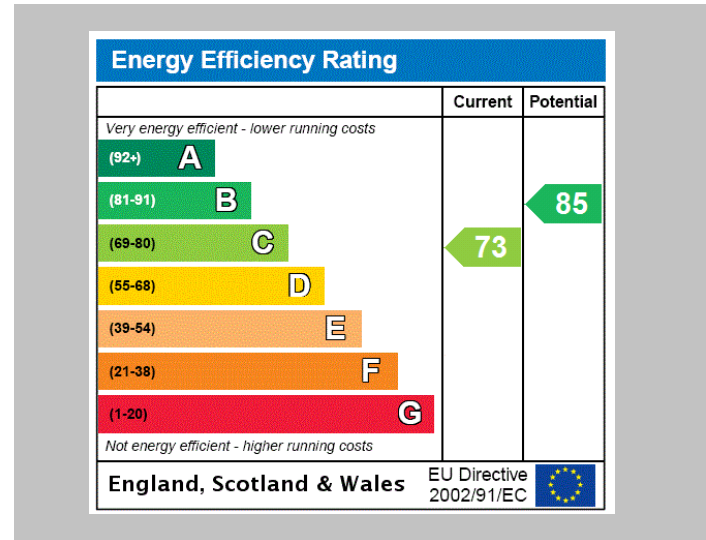 Energy Efficiency Rating
Current Potential
Very energy efficient - lower running costs
(92+) A
(81-91) B 85
(69-80) C 73
(55-68) D
(39-54) E
(21-38) F
(1-20) G
Not energy efficient - higher running costs
England, Scotland & Wales
EU Directive
2002/91/EC